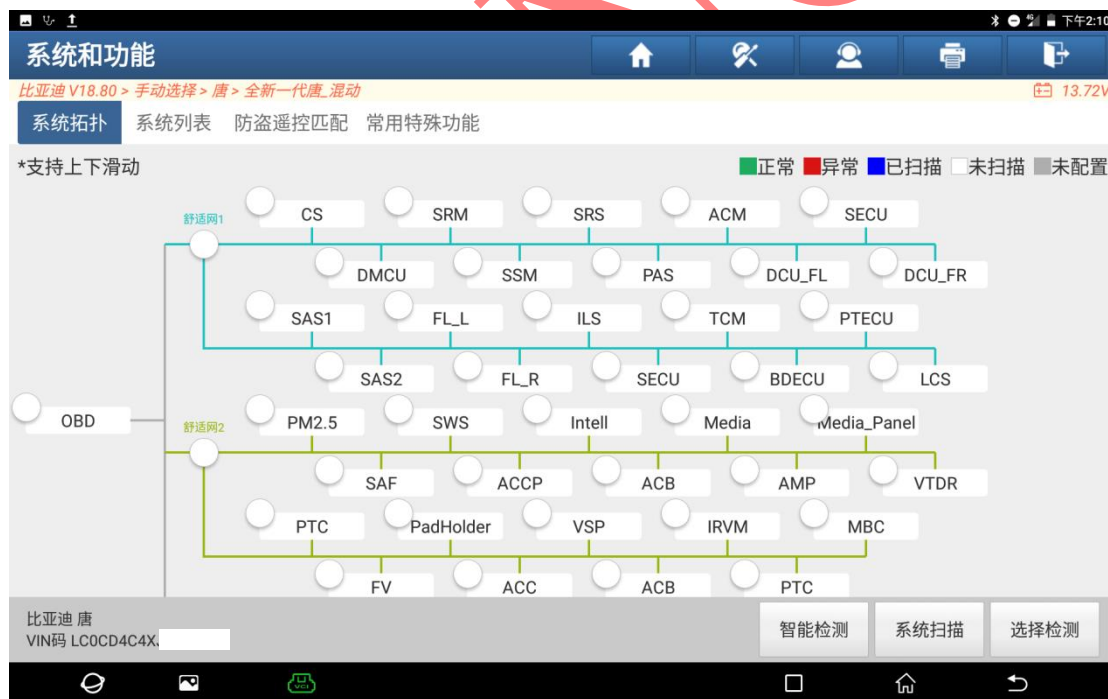 下午2:10
系统和功能
比亚迪 V18.80 > 手动选择 > 唐 > 全新一代唐_混动
13.72V
系统拓扑 系统列表 防盗遥控匹配 常用特殊功能
*支持上下滑动
正常 异常 已扫描 未扫描 未配置
舒适网1
CS SRM SRS ACM SECU
DMCU SSM PAS DCU_FL DCU_FR
SAS1 FL_L ILS TCM PTECU
SAS2 FL_R SECU BDECU LCS
OBD
舒适网2
PM2.5 SWS Intell Media Media_Panel
SAF ACCP ACB AMP VTDR
PTC PadHolder VSP IRVM MBC
FV ACC ACB PTC
比亚迪 唐
VIN码 LC0CD4C4X
智能检测 系统扫描 选择检测
VCI